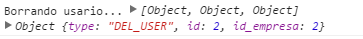 Borrando usario... ▶ [Object, Object, Object]
▶ Object {type: "DEL_USER", id: 2, id_empresa: 2}